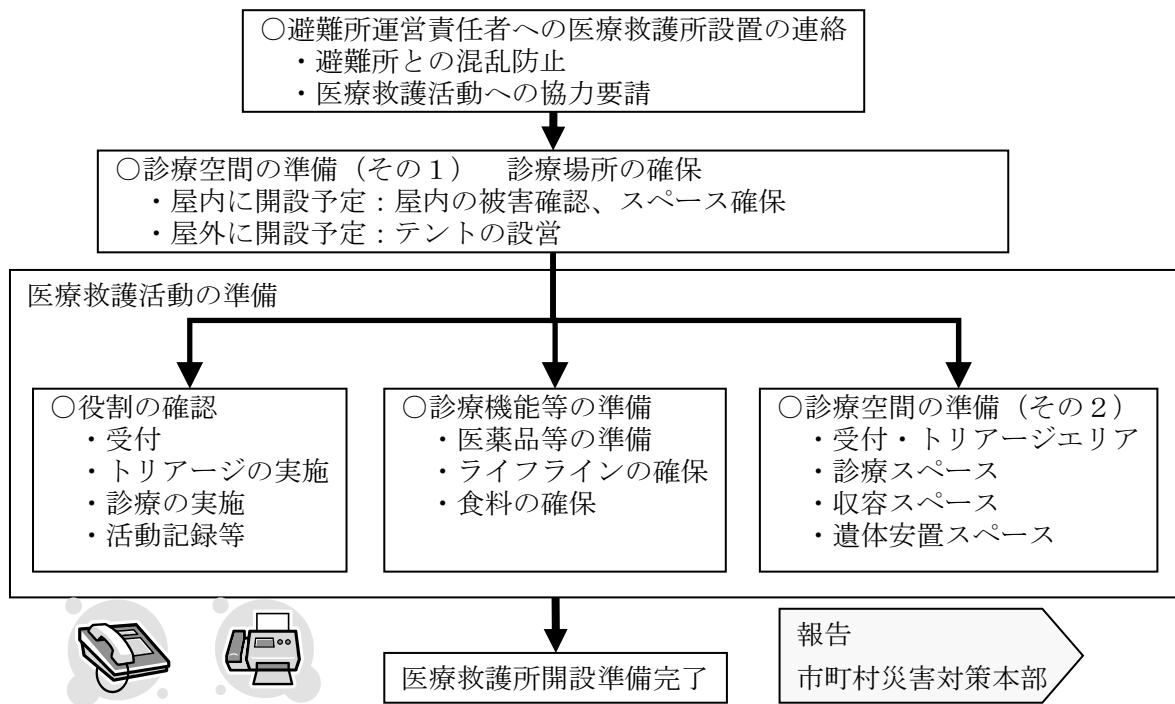 ○避難所運営責任者への医療救護所設置の連絡
・避難所との混乱防止
・医療救護活動への協力要請
○診療空間の準備（その１）　診療場所の確保
・屋内に開設予定：屋内の被害確認、スペース確保
・屋外に開設予定：テントの設営
医療救護活動の準備
○役割の確認
・受付
・トリアージの実施
・診療の実施
・活動記録等
○診療機能等の準備
・医薬品等の準備
・ライフラインの確保
・食料の確保
○診療空間の準備（その２）
・受付・トリアージエリア
・診療スペース
・収容スペース
・遺体安置スペース
医療救護所開設準備完了
報告
市町村災害対策本部